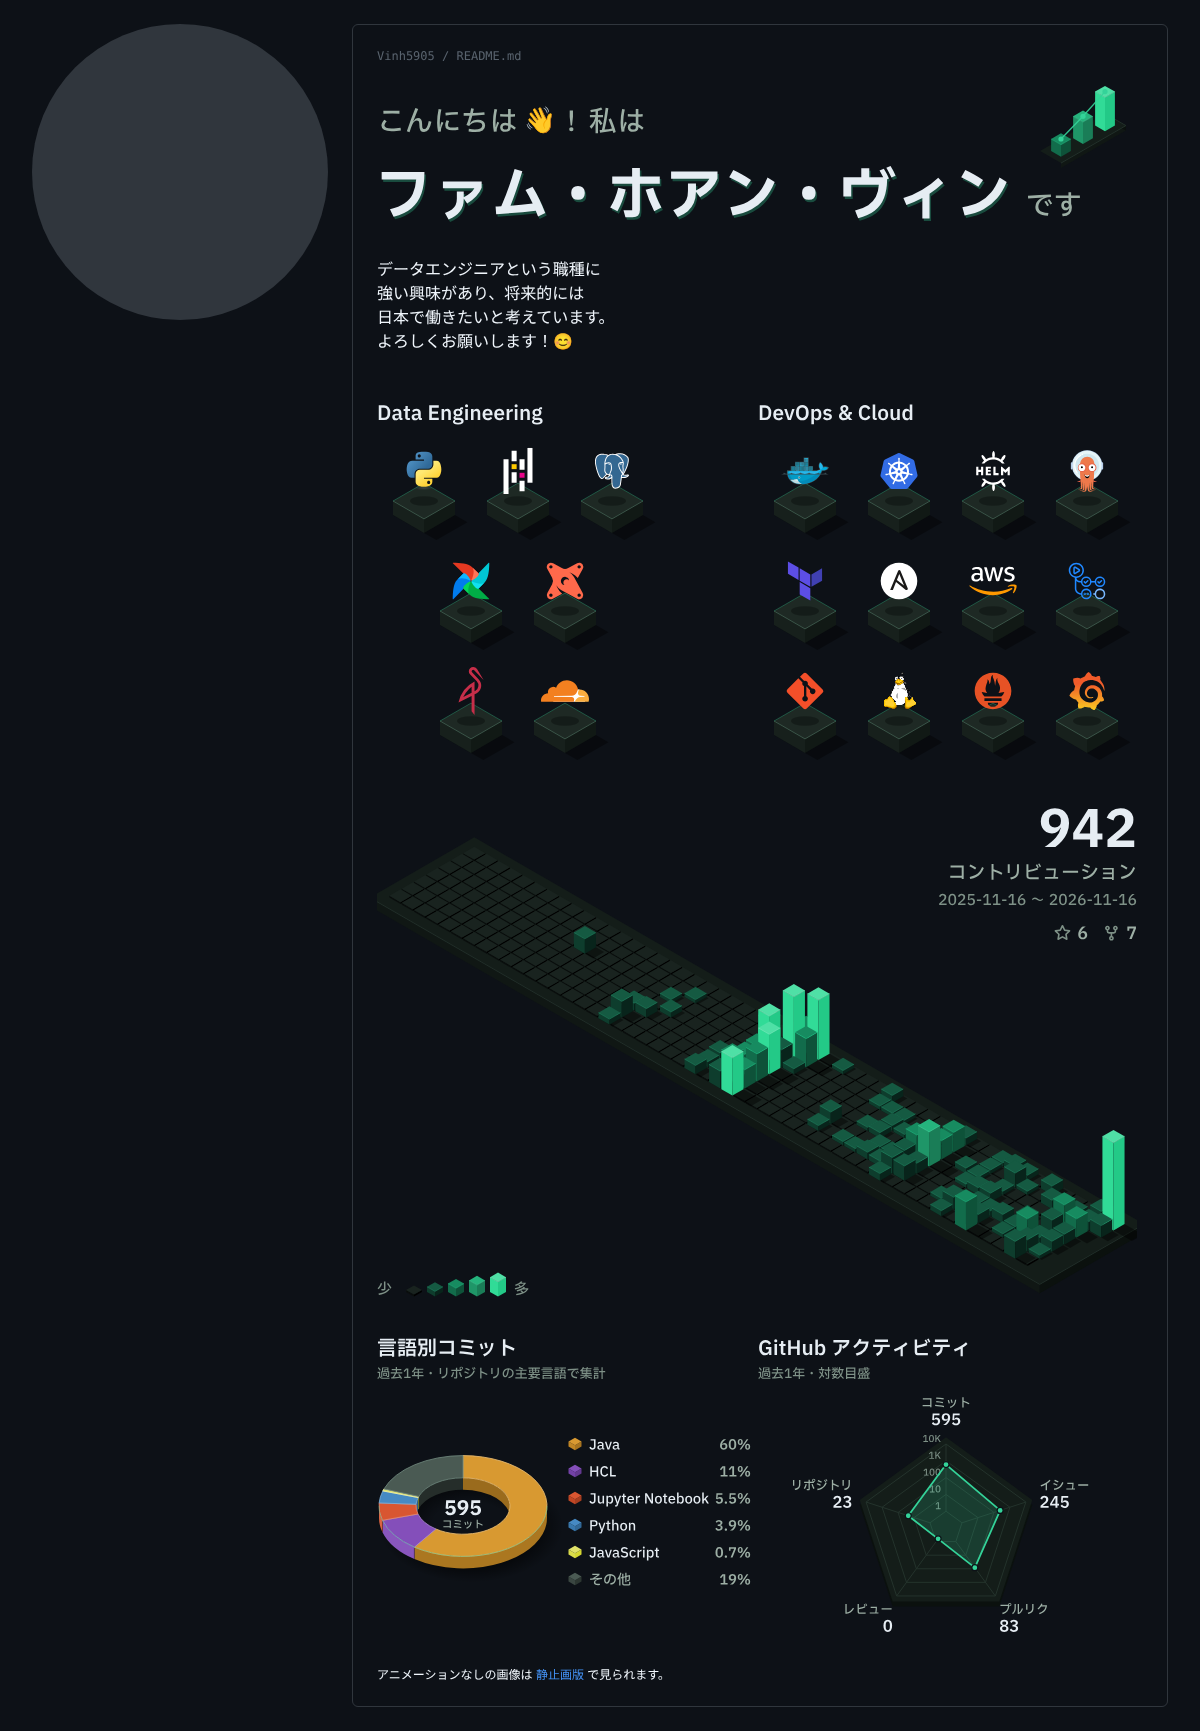 Vinh5905 / README.md
こんにちは👋！私は
ファム・ホアン・ヴィン です
データエンジニアという職種に
強い興味があり、将来的には
日本で働きたいと考えています。
よろしくお願いします！😊
Data Engineering
DevOps & Cloud
HELM
aws
942
コントリビューション
2025-11-16 〜 2026-11-16
6 7
少 多
言語別コミット
過去1年・リポジトリの主要言語で集計
595
コミット
Java 60%
HCL 11%
Jupyter Notebook 5.5%
Python 3.9%
JavaScript 0.7%
その他 19%
GitHub アクティビティ
過去1年・対数目盛
コミット
595
10K
1K
100
10
1
リポジトリ
23
イシュー
245
レビュー
0
プルリク
83
アニメーションなしの画像は 静止画版 で見られます。